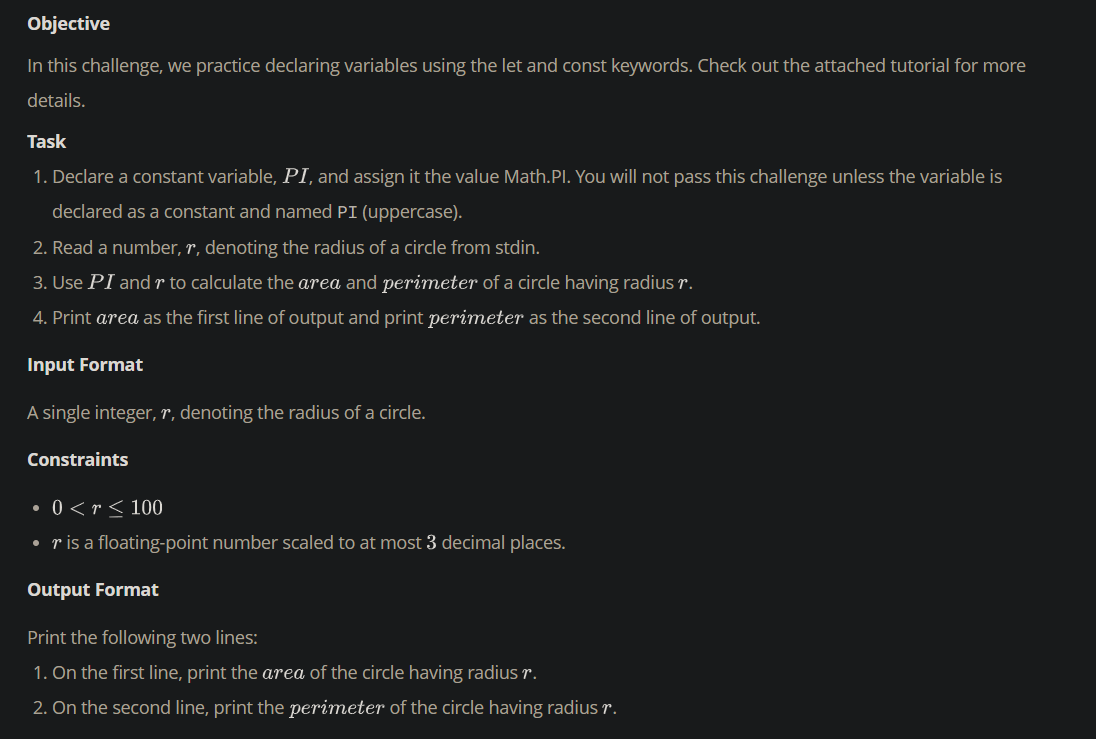 Objective
In this challenge, we practice declaring variables using the let and const keywords. Check out the attached tutorial for more
details.
Task
1. Declare a constant variable, PI, and assign it the value Math.PI. You will not pass this challenge unless the variable is
declared as a constant and named PI (uppercase).
2. Read a number, r, denoting the radius of a circle from stdin.
3. Use PI and r to calculate the area and perimeter of a circle having radius r.
4. Print area as the first line of output and print perimeter as the second line of output.
Input Format
A single integer, r, denoting the radius of a circle.
Constraints
• 0 < r ≤ 100
• r is a floating-point number scaled to at most 3 decimal places.
Output Format
Print the following two lines:
1. On the first line, print the area of the circle having radius r.
2. On the second line, print the perimeter of the circle having radius r.